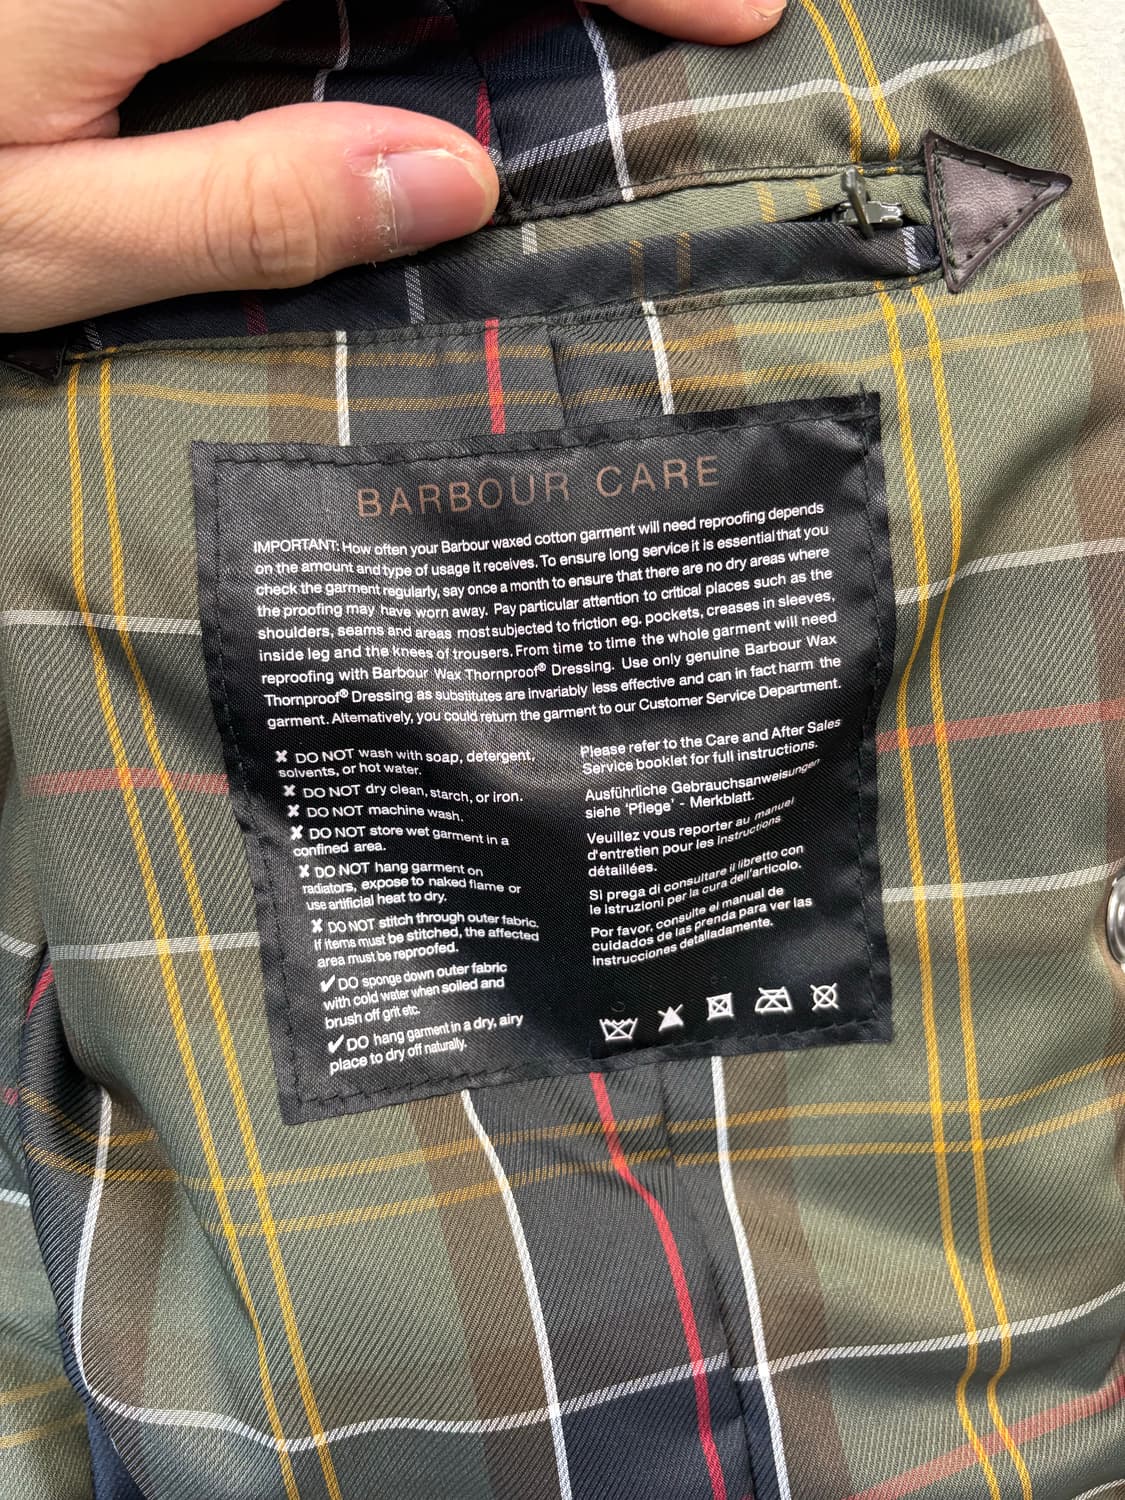 BARBOUR CARE
IMPORTANT: How often your Barbour waxed cotton garment will need reproofing depends
on the amount and type of usage it receives. To ensure long service it is essential that you
check the garment regularly, say once a month to ensure that there are no dry areas where
the proofing may have worn away. Pay particular attention to critical places such as the
shoulders, seams and areas most subjected to friction eg. pockets, creases in sleeves,
inside leg and the knees of trousers. From time to time the whole garment will need
reproofing with Barbour Wax Thornproof® Dressing. Use only genuine Barbour Wax
Thornproof® Dressing as substitutes are invariably less effective and can in fact harm the
garment. Alternatively, you could return the garment to our Customer Service Department.
✘ DO NOT wash with soap, detergent,
solvents, or hot water.
✘ DO NOT dry clean, starch, or iron.
✘ DO NOT machine wash.
✘ DO NOT store wet garment in a
confined area.
✘ DO NOT hang garment on
radiators, expose to naked flame or
use artificial heat to dry.
✘ DO NOT stitch through outer fabric.
If items must be stitched, the affected
area must be reproofed.
✔ DO sponge down outer fabric
with cold water when soiled and
brush off grit etc.
✔ DO hang garment in a dry, airy
place to dry off naturally.
Please refer to the Care and After Sales
Service booklet for full instructions.
Ausführliche Gebrauchsanweisungen
siehe 'Pflege' - Merkblatt.
Veuillez vous reporter au manuel
d'entretien pour les instructions
détaillées.
Si prega di consultare il libretto con
le istruzioni per la cura dell'articolo.
Por favor, consulte el manual de
cuidados de las prenda para ver las
instrucciones detalladamente.